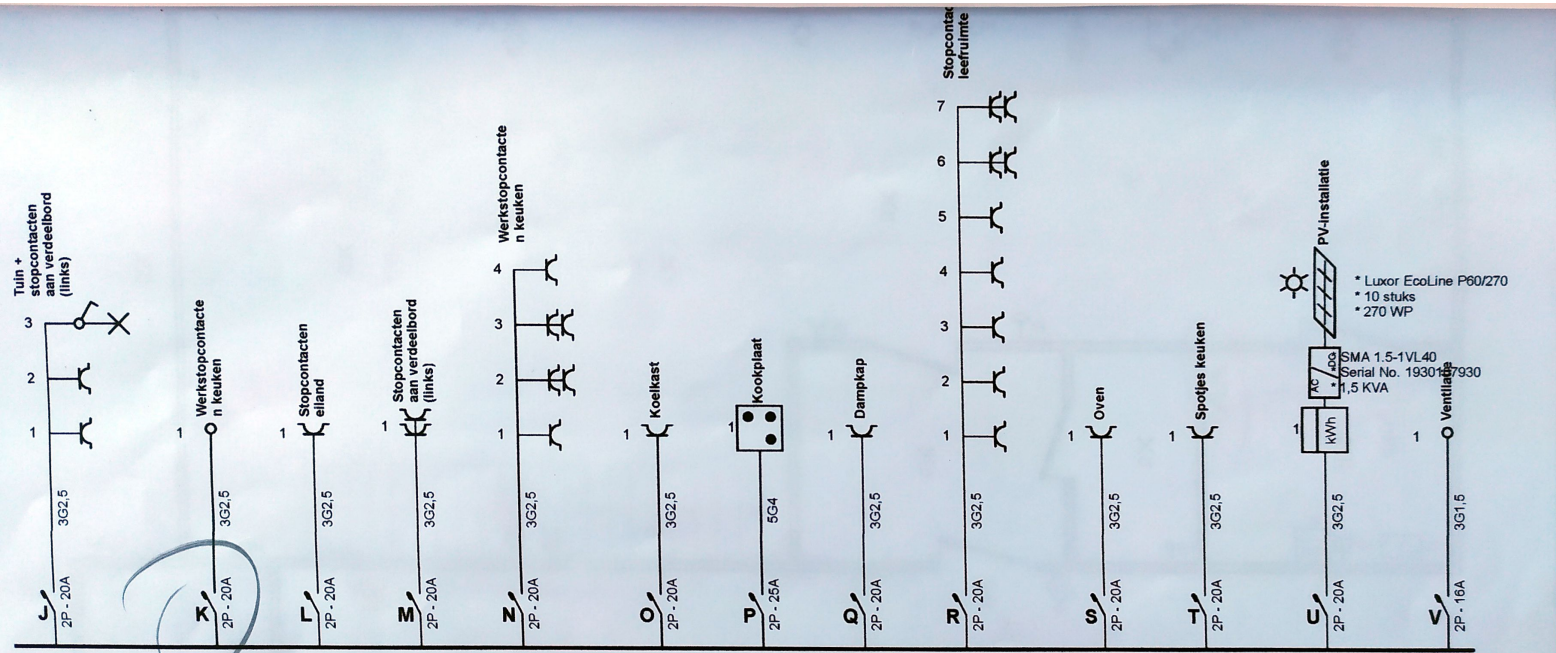 Tuin +
stopcontacten
aan verdeelbord
(links)
3
2
1
3G2,5
J
2P - 20A
Werkstopcontacte
n keuken
1
3G2,5
K
2P - 20A
Stopcontacten
eiland
1
3G2,5
L
2P - 20A
Stopcontacten
aan verdeelbord
(links)
1
3G2,5
M
2P - 20A
Werkstopcontacte
n keuken
4
3
2
1
3G2,5
N
2P - 20A
Koelkast
1
3G2,5
O
2P - 20A
Kookplaat
1
5G4
P
2P - 25A
Dampkap
1
3G2,5
Q
2P - 20A
Stopcontac
leefruimte
7
6
5
4
3
2
1
3G2,5
R
2P - 20A
Oven
1
3G2,5
S
2P - 20A
Spotjes keuken
1
3G2,5
T
2P - 20A
PV-installatie
* Luxor EcoLine P60/270
* 10 stuks
* 270 WP
SMA 1.5-1VL40
Serial No.
* 1,5 KVA
AC
DC
1
kWh
3G2,5
U
2P - 20A
Ventilatie
1
3G1,5
V
2P - 16A